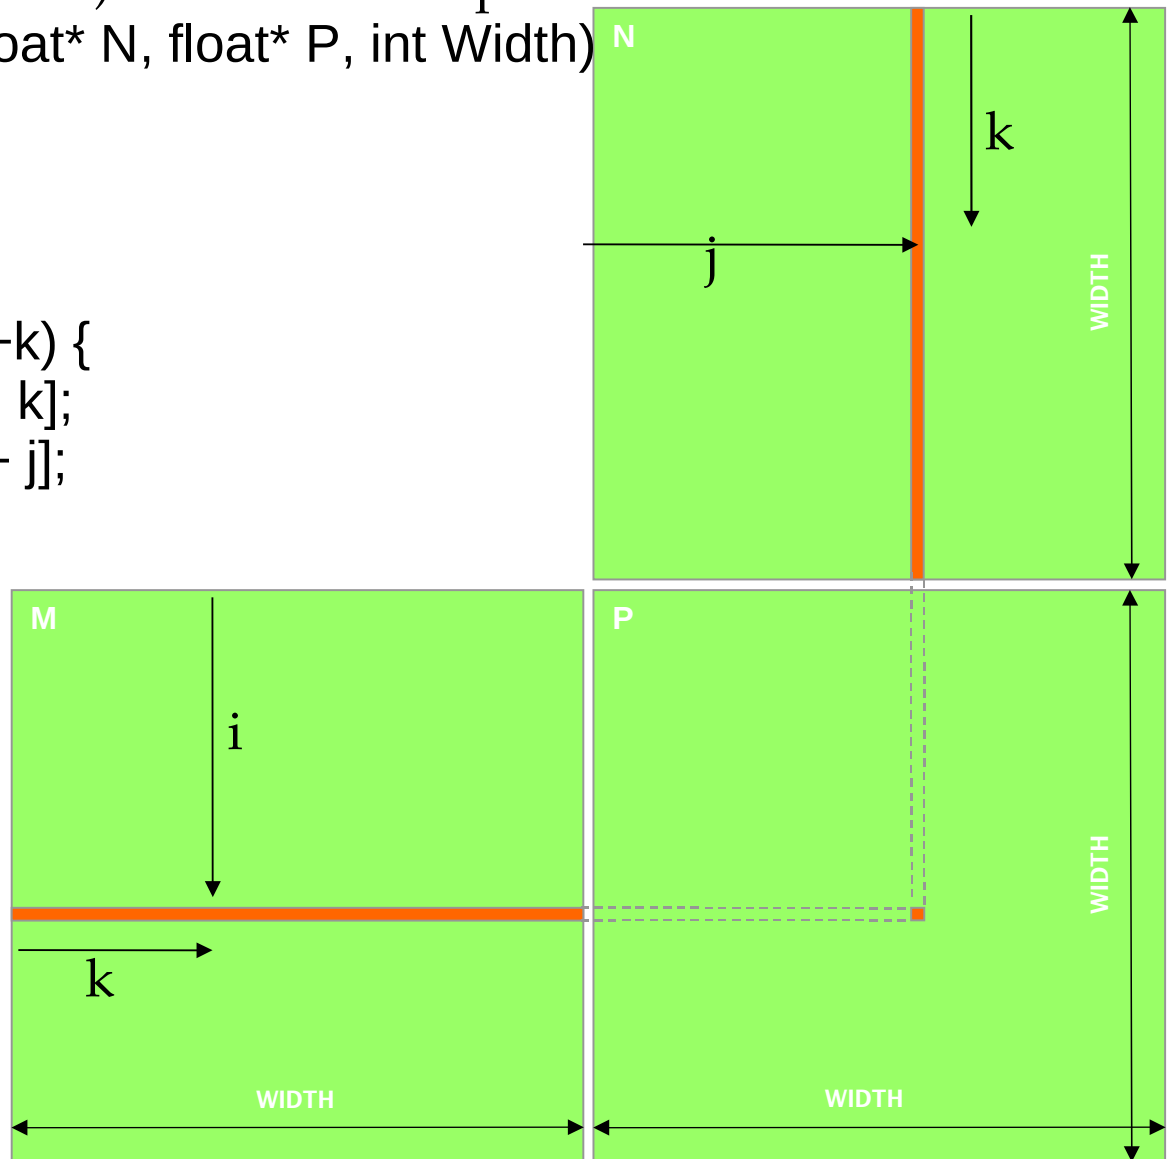 oat* N, float* P, int Width)
N
k
j
WIDTH
k) {
k];
j];
M
P
i
WIDTH
k
WIDTH
WIDTH